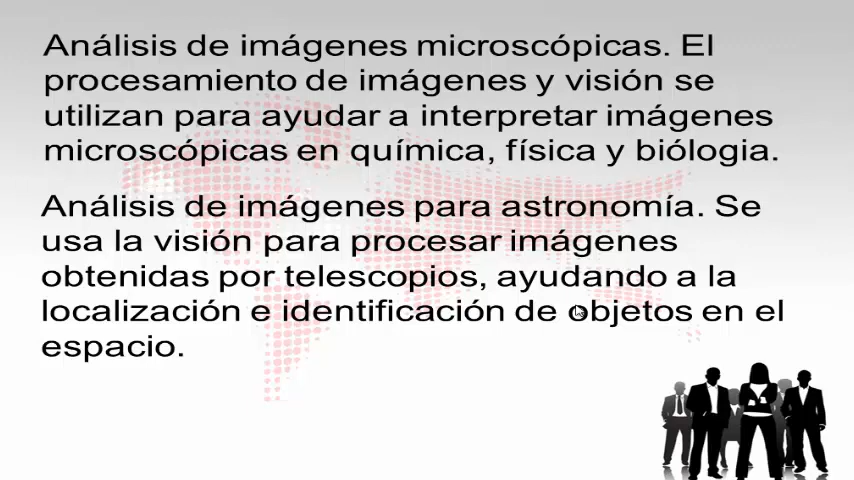 Análisis de imágenes microscópicas. El
procesamiento de imágenes y visión se
utilizan para ayudar a interpretar imágenes
microscópicas en química, física y biólogia.
Análisis de imágenes para astronomía. Se
usa la visión para procesar imágenes
obtenidas por telescopios, ayudando a la
localización e identificación de objetos en el
espacio.